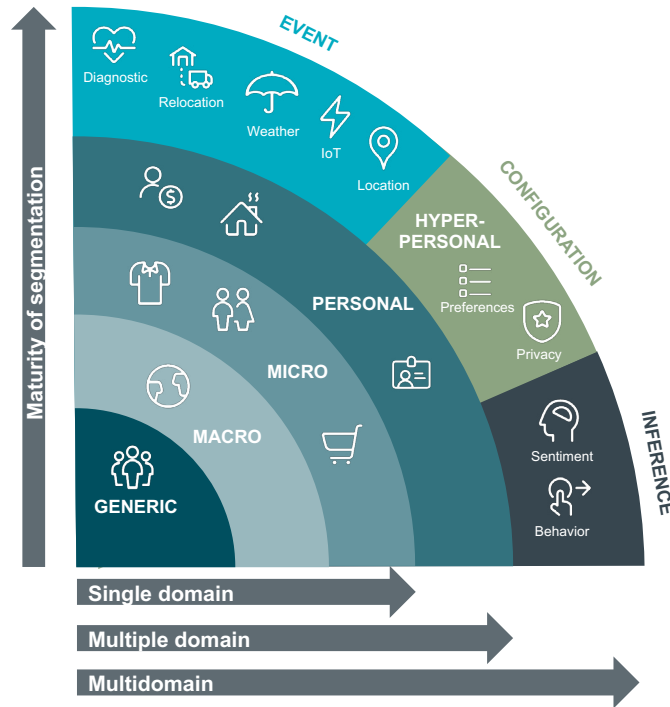 EVENT
Diagnostic
Relocation
Weather
IoT
Location
CONFIGURATION
HYPER-
PERSONAL
Preferences
Privacy
INFERENCE
Sentiment
Behavior
PERSONAL
MICRO
MACRO
GENERIC
Maturity of segmentation
Single domain
Multiple domain
Multidomain